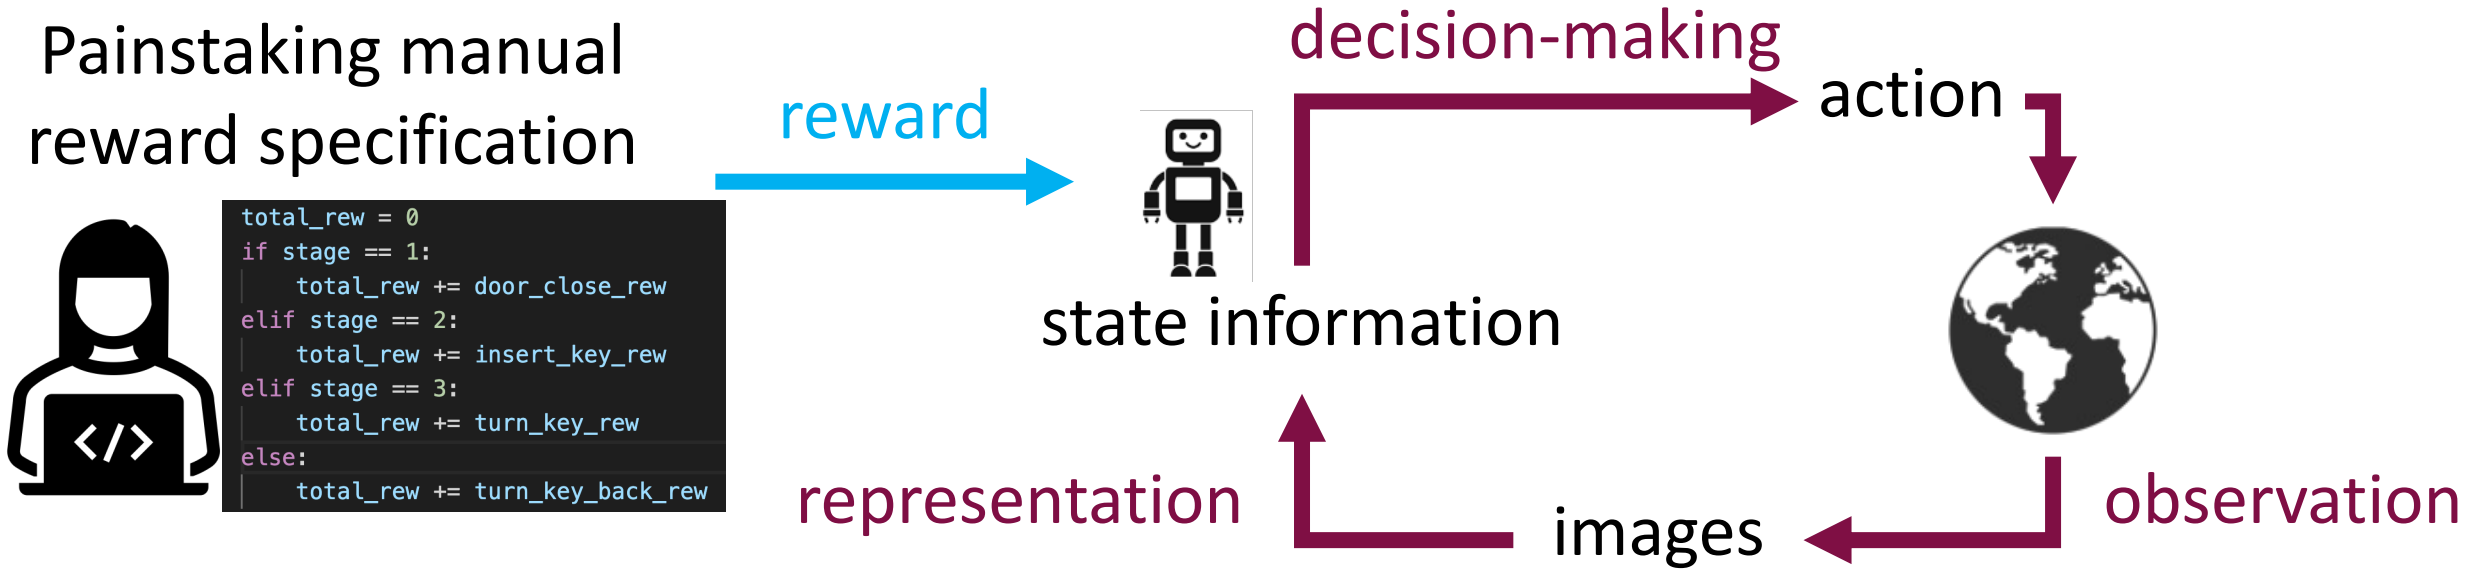 Painstaking manual
reward specification
total_rew = 0
if stage == 1:
    total_rew += door_close_rew
elif stage == 2:
    total_rew += insert_key_rew
elif stage == 3:
    total_rew += turn_key_rew
else:
    total_rew += turn_key_back_rew
</>
reward
decision-making
action
state information
representation
images
observation